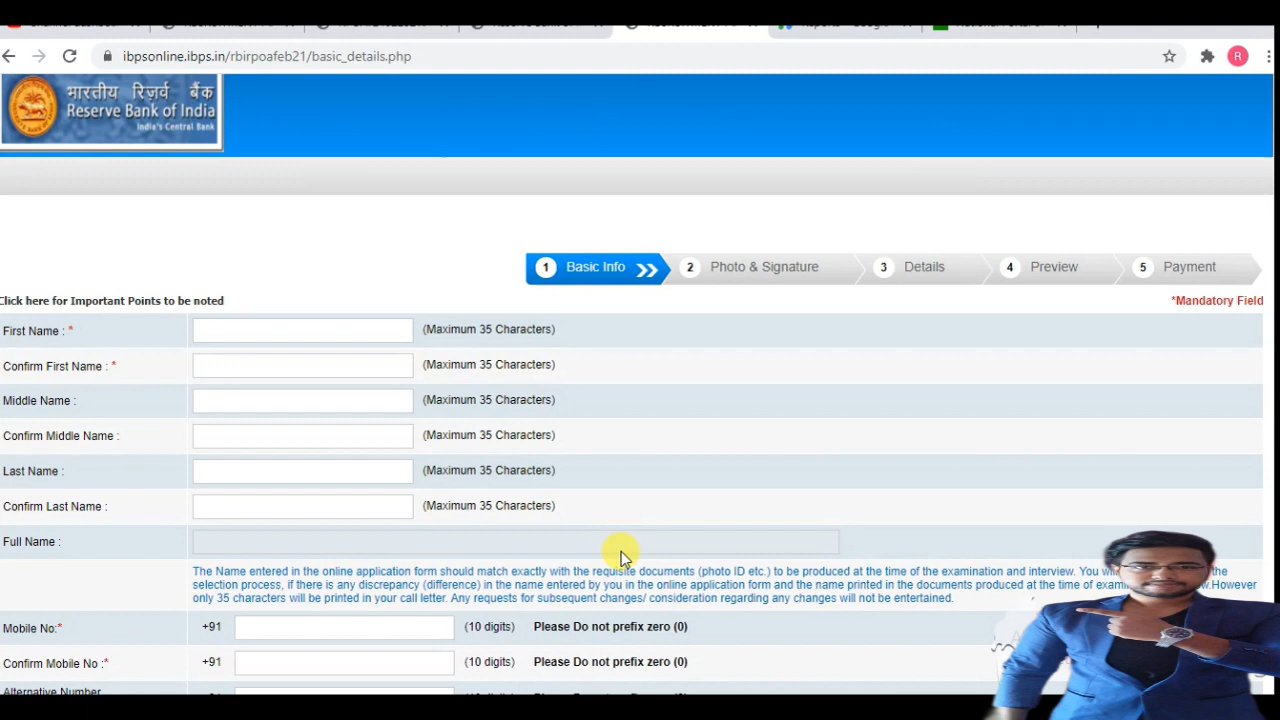 ibpsonline.ibps.in/rbirpoafeb21/basic_details.php
R
भारतीय रिज़र्व बैंक
Reserve Bank of India
India's Central Bank
1 Basic Info 2 Photo & Signature 3 Details 4 Preview 5 Payment
Click here for Important Points to be noted
*Mandatory Field
First Name : * (Maximum 35 Characters)
Confirm First Name : * (Maximum 35 Characters)
Middle Name : (Maximum 35 Characters)
Confirm Middle Name : (Maximum 35 Characters)
Last Name : (Maximum 35 Characters)
Confirm Last Name : (Maximum 35 Characters)
Full Name :
The Name entered in the online application form should match exactly with the requisite documents (photo ID etc.) to be produced at the time of the examination and interview. You the
selection process, if there is any discrepancy (difference) in the name entered by you in the online application form and the name printed in the documents produced at the time of However
only 35 characters will be printed in your call letter. Any requests for subsequent changes/ consideration regarding any changes will not be entertained.
Mobile No:* +91 (10 digits) Please Do not prefix zero (0)
Confirm Mobile No :* +91 (10 digits) Please Do not prefix zero (0)
Alternative Number